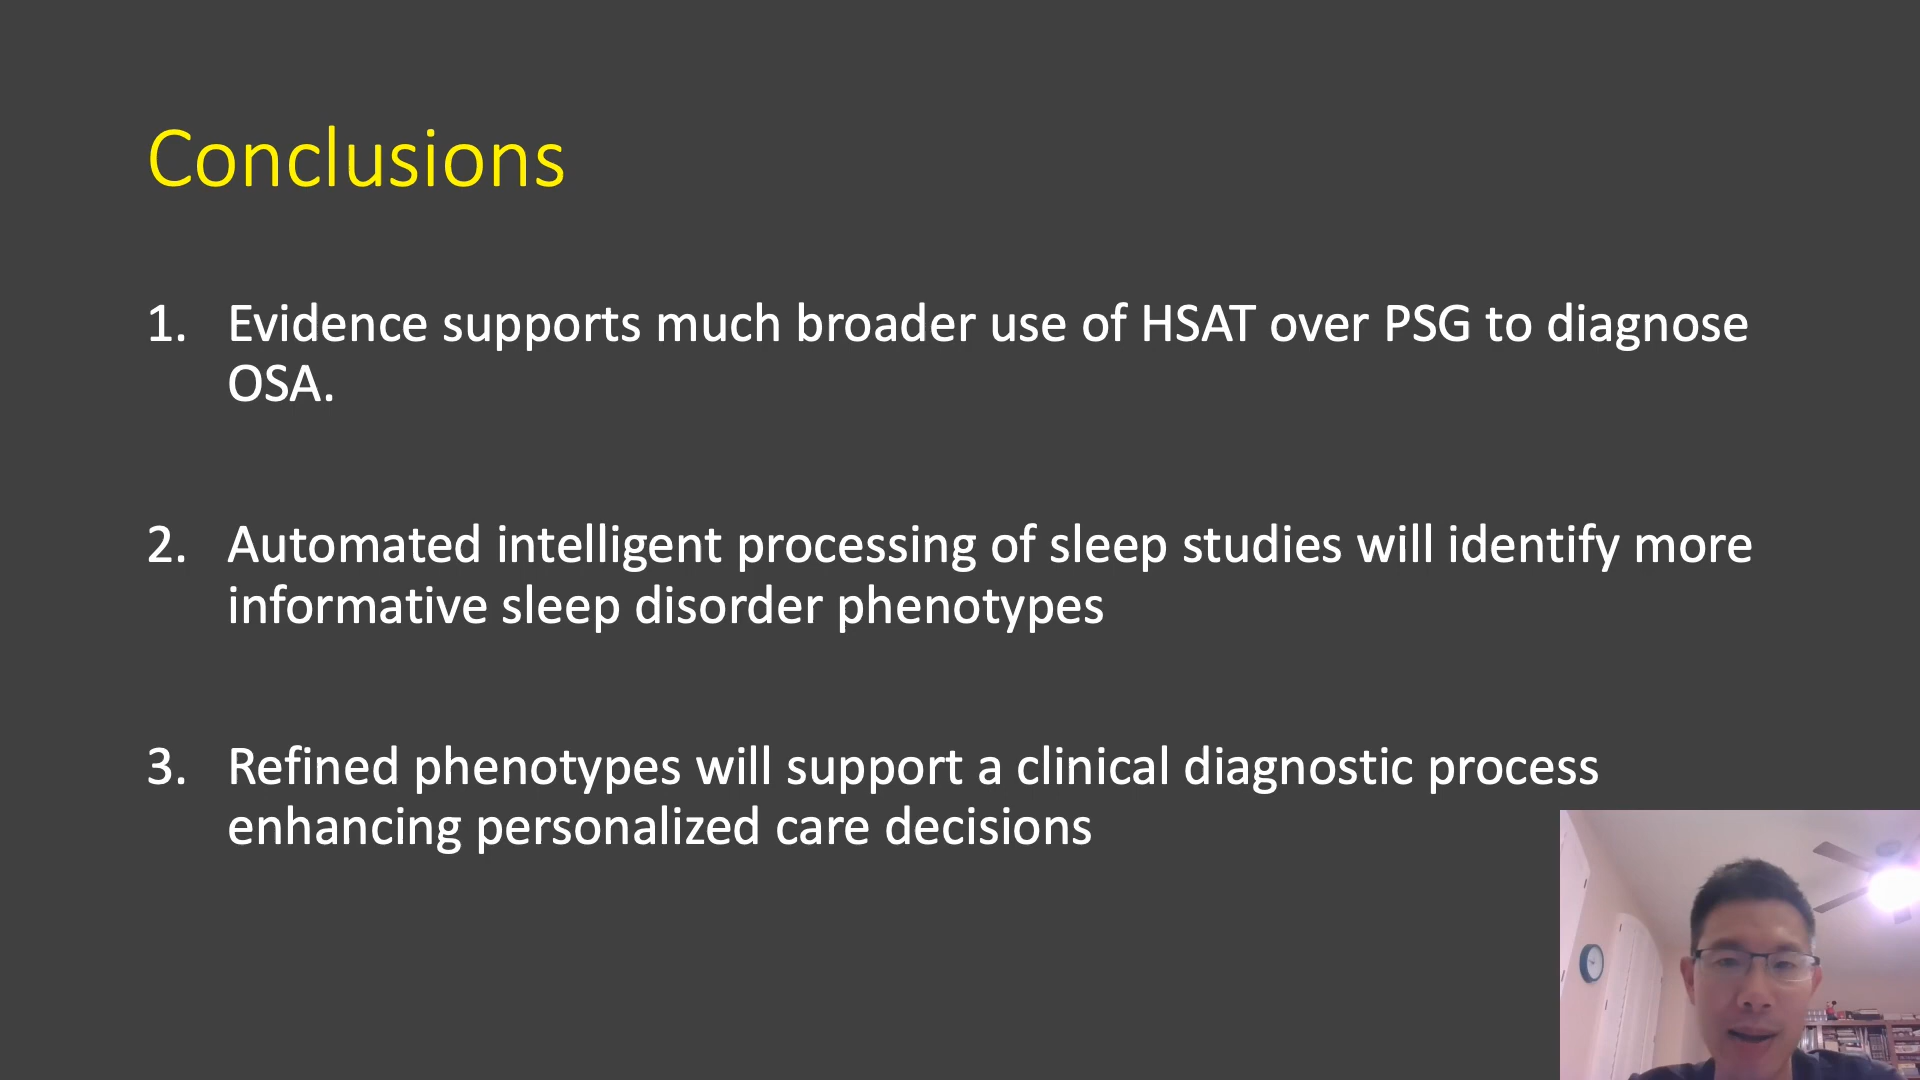 Conclusions
1. Evidence supports much broader use of HSAT over PSG to diagnose
OSA.
2. Automated intelligent processing of sleep studies will identify more
informative sleep disorder phenotypes
3. Refined phenotypes will support a clinical diagnostic process
enhancing personalized care decisions